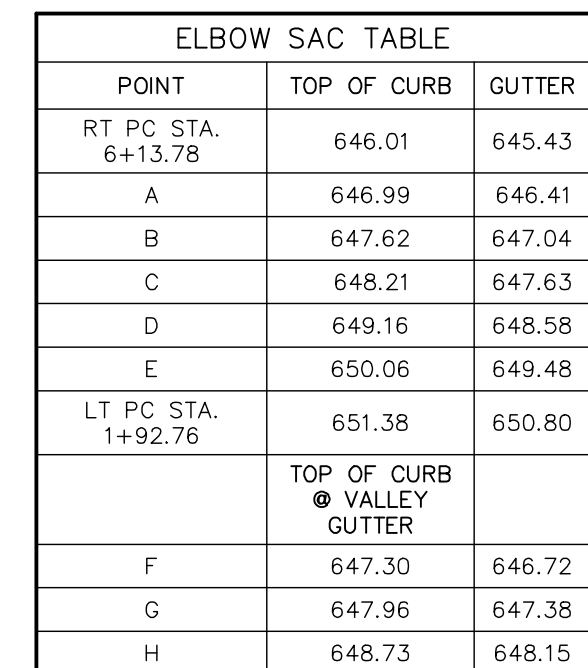 ELBOW SAC TABLE
POINT TOP OF CURB GUTTER
RT PC STA.
6+13.78 646.01 645.43
A 646.99 646.41
B 647.62 647.04
C 648.21 647.63
D 649.16 648.58
E 650.06 649.48
LT PC STA.
1+92.76 651.38 650.80
TOP OF CURB
@ VALLEY
GUTTER
F 647.30 646.72
G 647.96 647.38
H 648.73 648.15